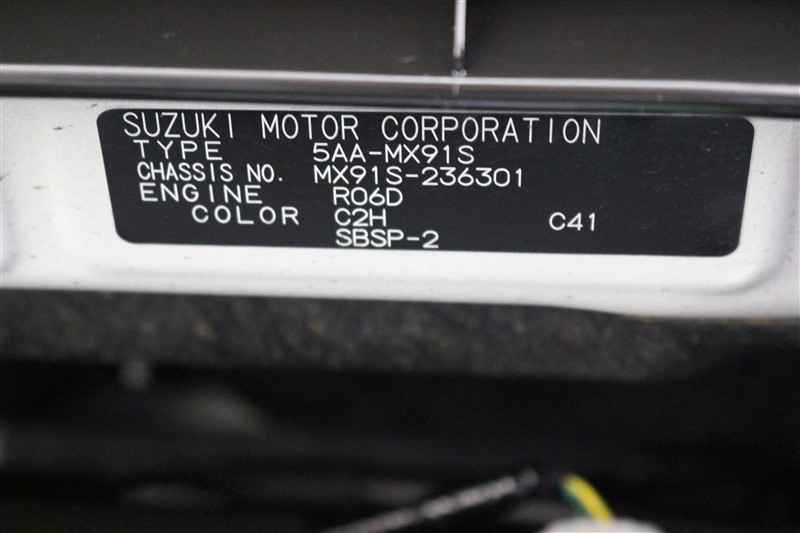 SUZUKI MOTOR CORPORATION
TYPE 5AA-MX91S
CHASSIS NO. MX91S-236301
ENGINE R06D
COLOR C2H C41
SBSP-2